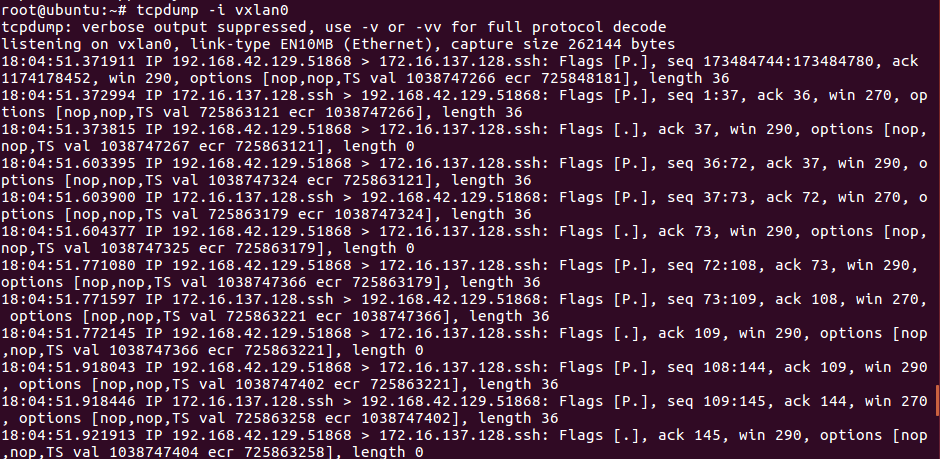 root@ubuntu:~# tcpdump -i vxlan0
tcpdump: verbose output suppressed, use -v or -vv for full protocol decode
listening on vxlan0, link-type EN10MB (Ethernet), capture size 262144 bytes
18:04:51.371911 IP 192.168.42.129.51868 > 172.16.137.128.ssh: Flags [P.], seq 173484744:173484780, ack
1174178452, win 290, options [nop,nop,TS val 1038747266 ecr 725848181], length 36
18:04:51.372994 IP 172.16.137.128.ssh > 192.168.42.129.51868: Flags [P.], seq 1:37, ack 36, win 270, op
tions [nop,nop,TS val 725863121 ecr 1038747266], length 36
18:04:51.373815 IP 192.168.42.129.51868 > 172.16.137.128.ssh: Flags [.], ack 37, win 290, options [nop,
nop,TS val 1038747267 ecr 725863121], length 0
18:04:51.603395 IP 192.168.42.129.51868 > 172.16.137.128.ssh: Flags [P.], seq 36:72, ack 37, win 290, o
ptions [nop,nop,TS val 1038747324 ecr 725863121], length 36
18:04:51.603900 IP 172.16.137.128.ssh > 192.168.42.129.51868: Flags [P.], seq 37:73, ack 72, win 270, o
ptions [nop,nop,TS val 725863179 ecr 1038747324], length 36
18:04:51.604377 IP 192.168.42.129.51868 > 172.16.137.128.ssh: Flags [.], ack 73, win 290, options [nop,
nop,TS val 1038747325 ecr 725863179], length 0
18:04:51.771080 IP 192.168.42.129.51868 > 172.16.137.128.ssh: Flags [P.], seq 72:108, ack 73, win 290,
options [nop,nop,TS val 1038747366 ecr 725863179], length 36
18:04:51.771597 IP 172.16.137.128.ssh > 192.168.42.129.51868: Flags [P.], seq 73:109, ack 108, win 270,
 options [nop,nop,TS val 725863221 ecr 1038747366], length 36
18:04:51.772145 IP 192.168.42.129.51868 > 172.16.137.128.ssh: Flags [.], ack 109, win 290, options [nop
,nop,TS val 1038747366 ecr 725863221], length 0
18:04:51.918043 IP 192.168.42.129.51868 > 172.16.137.128.ssh: Flags [P.], seq 108:144, ack 109, win 290
, options [nop,nop,TS val 1038747402 ecr 725863221], length 36
18:04:51.918446 IP 172.16.137.128.ssh > 192.168.42.129.51868: Flags [P.], seq 109:145, ack 144, win 270
, options [nop,nop,TS val 725863258 ecr 1038747402], length 36
18:04:51.921913 IP 192.168.42.129.51868 > 172.16.137.128.ssh: Flags [.], ack 145, win 290, options [nop
,nop,TS val 1038747404 ecr 725863258], length 0